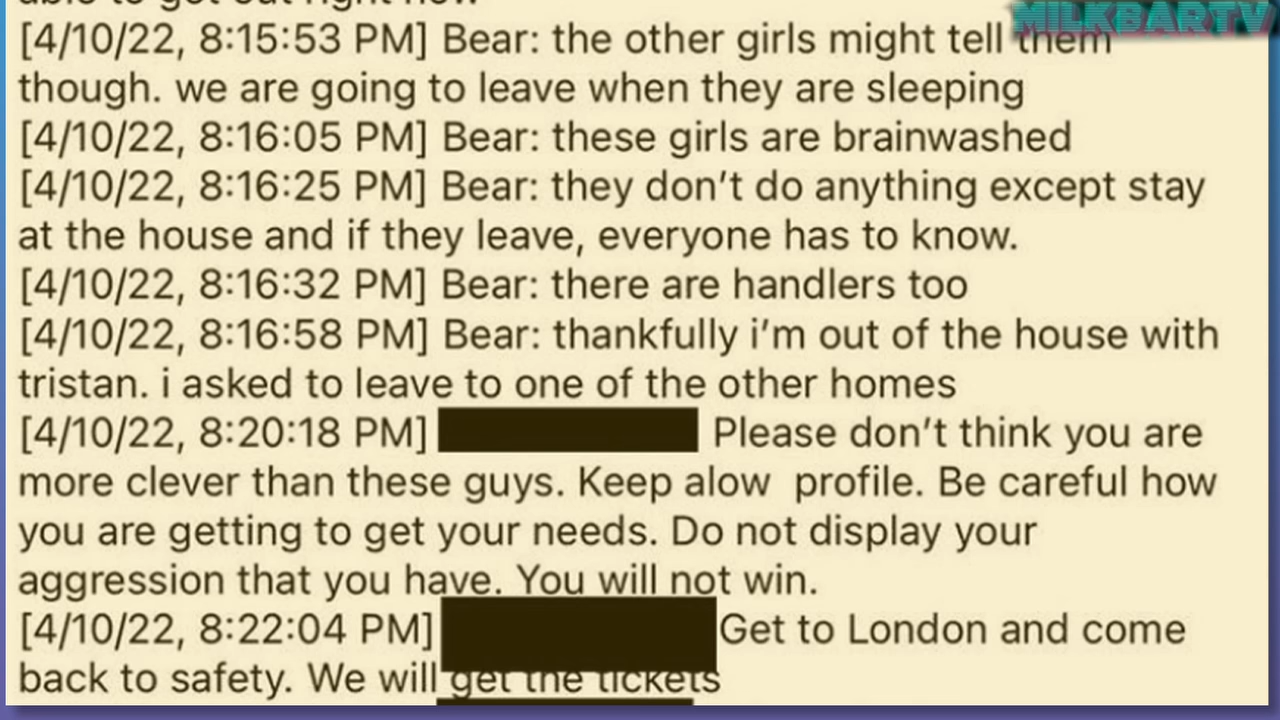 MILKBARTV
able to get out right now
[4/10/22, 8:15:53 PM] Bear: the other girls might tell them
though. we are going to leave when they are sleeping
[4/10/22, 8:16:05 PM] Bear: these girls are brainwashed
[4/10/22, 8:16:25 PM] Bear: they don’t do anything except stay
at the house and if they leave, everyone has to know.
[4/10/22, 8:16:32 PM] Bear: there are handlers too
[4/10/22, 8:16:58 PM] Bear: thankfully i’m out of the house with
tristan. i asked to leave to one of the other homes
[4/10/22, 8:20:18 PM] Please don’t think you are
more clever than these guys. Keep alow  profile. Be careful how
you are getting to get your needs. Do not display your
aggression that you have. You will not win.
[4/10/22, 8:22:04 PM] Get to London and come
back to safety. We will get the tickets